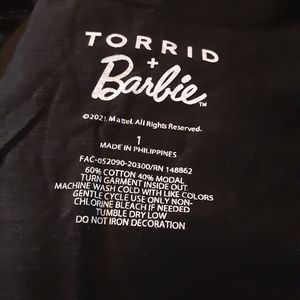 TORRID
+
Barbie™
©2021 Mattel. All Rights Reserved.
1
MADE IN PHILIPPINES
FAC-052090-20300/RN 148862
60% COTTON 40% MODAL
TURN GARMENT INSIDE OUT
MACHINE WASH COLD WITH LIKE COLORS
GENTLE CYCLE USE ONLY NON-
CHLORINE BLEACH IF NEEDED
TUMBLE DRY LOW
DO NOT IRON DECORATION